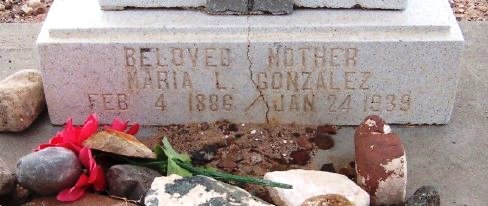 BELOVED MOTHER
MARIA L. GONZALEZ
FEB 4 1886 / JAN 24 1939